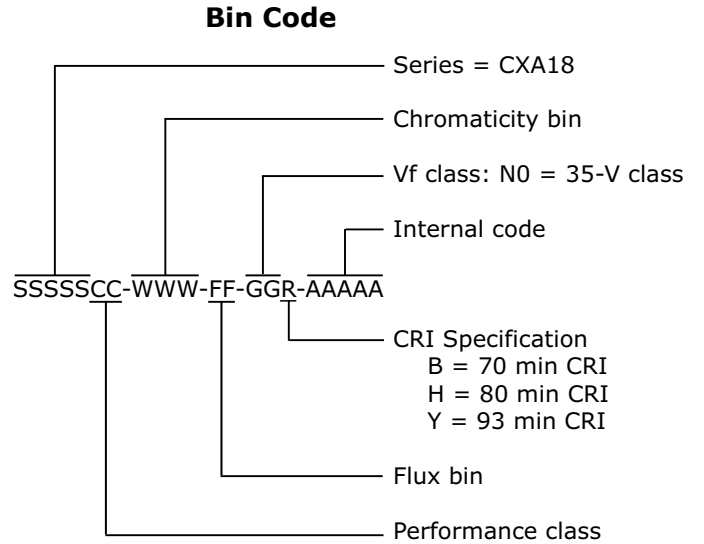 Bin Code
Series = CXA18
Chromaticity bin
Vf class: N0 = 35-V class
Internal code
SSSSSCC-WWW-FF-GGR-AAAAA
CRI Specification
B = 70 min CRI
H = 80 min CRI
Y = 93 min CRI
Flux bin
Performance class